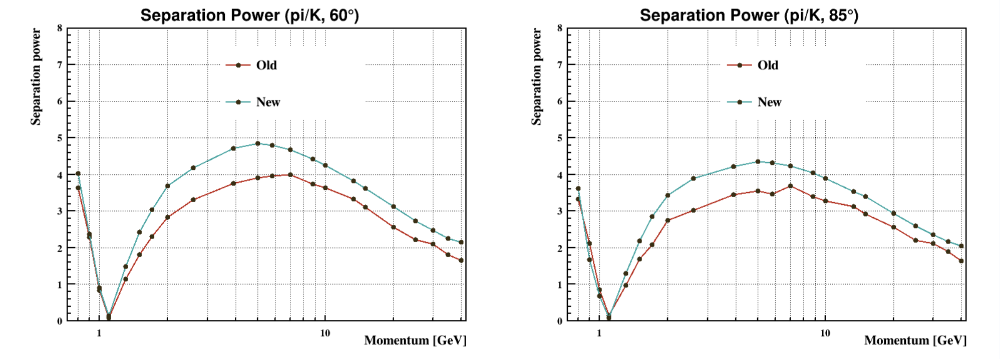 Separation Power (pi/K, 60°)
Separation power
8
7
6
5
4
3
2
1
0
Old
New
1
10
Momentum [GeV]
Separation Power (pi/K, 85°)
Separation power
8
7
6
5
4
3
2
1
0
Old
New
1
10
Momentum [GeV]